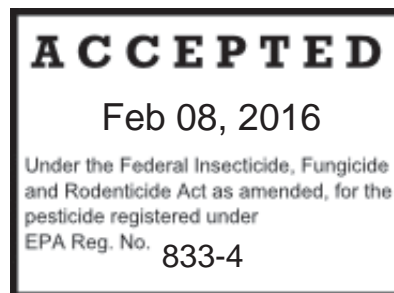 ACCEPTED
Feb 08, 2016
Under the Federal Insecticide, Fungicide
and Rodenticide Act as amended, for the
pesticide registered under
EPA Reg. No. 833-4